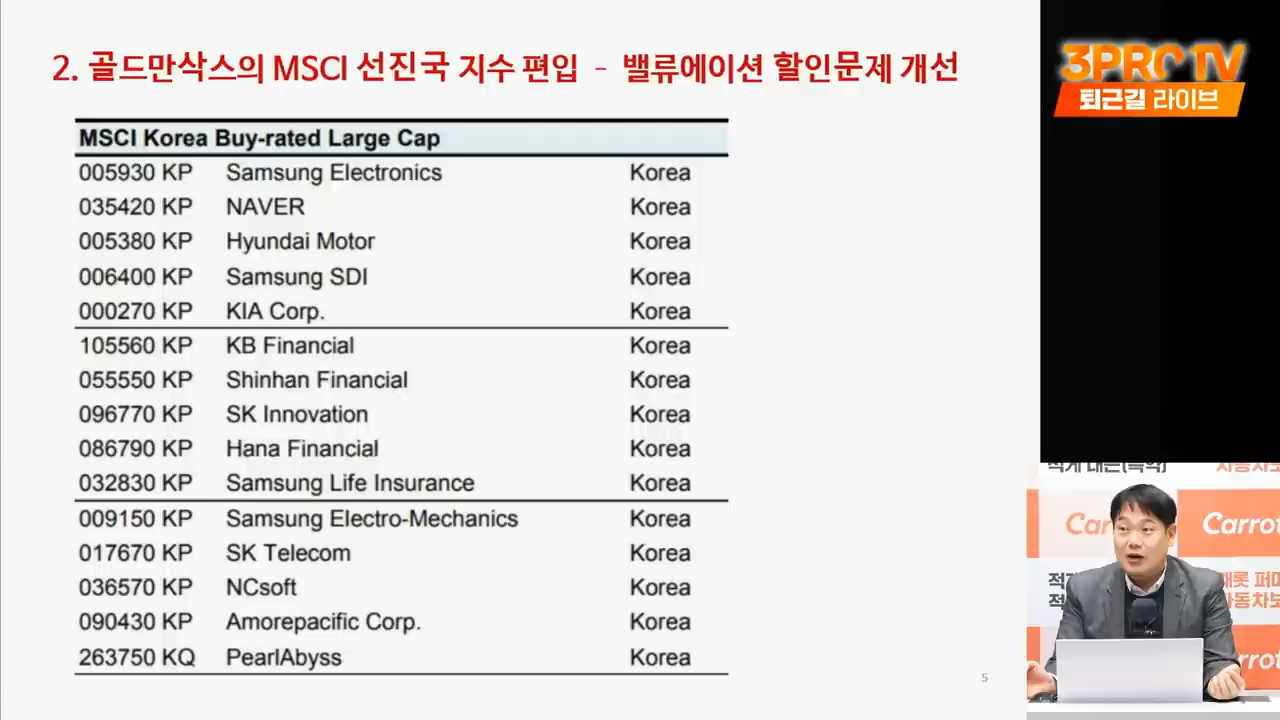 2. 골드만삭스의 MSCI 선진국 지수 편입 - 밸류에이션 할인문제 개선
3PRO TV
퇴근길 라이브
MSCI Korea Buy-rated Large Cap
005930 KP Samsung Electronics Korea
035420 KP NAVER Korea
005380 KP Hyundai Motor Korea
006400 KP Samsung SDI Korea
000270 KP KIA Corp. Korea
105560 KP KB Financial Korea
055550 KP Shinhan Financial Korea
096770 KP SK Innovation Korea
086790 KP Hana Financial Korea
032830 KP Samsung Life Insurance Korea
009150 KP Samsung Electro-Mechanics Korea
017670 KP SK Telecom Korea
036570 KP NCsoft Korea
090430 KP Amorepacific Corp. Korea
263750 KQ PearlAbyss Korea
5
Car
Carrot